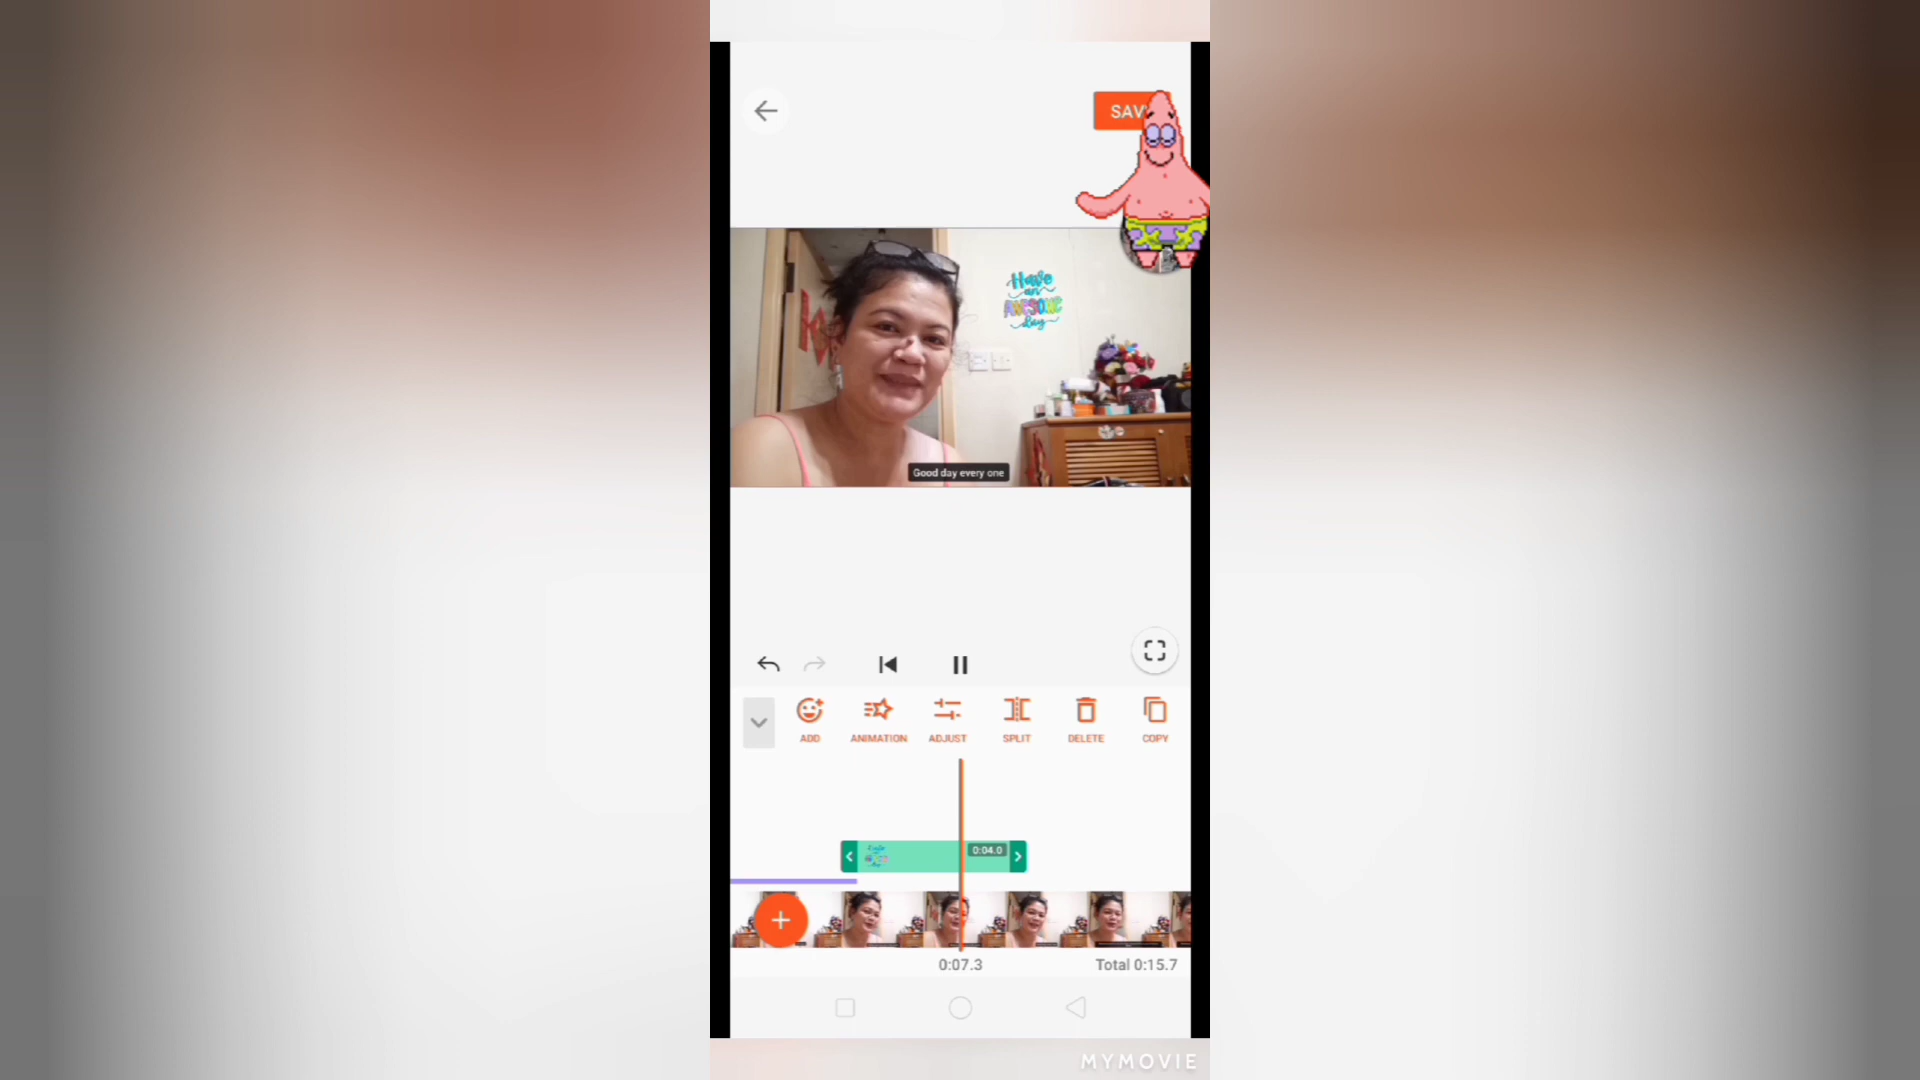 SAV
Have
an
AWESOME
day
Good day every one
ADD
ANIMATION
ADJUST
SPLIT
DELETE
COPY
0:04.0
0:07.3
Total 0:15.7
MYMOVIE